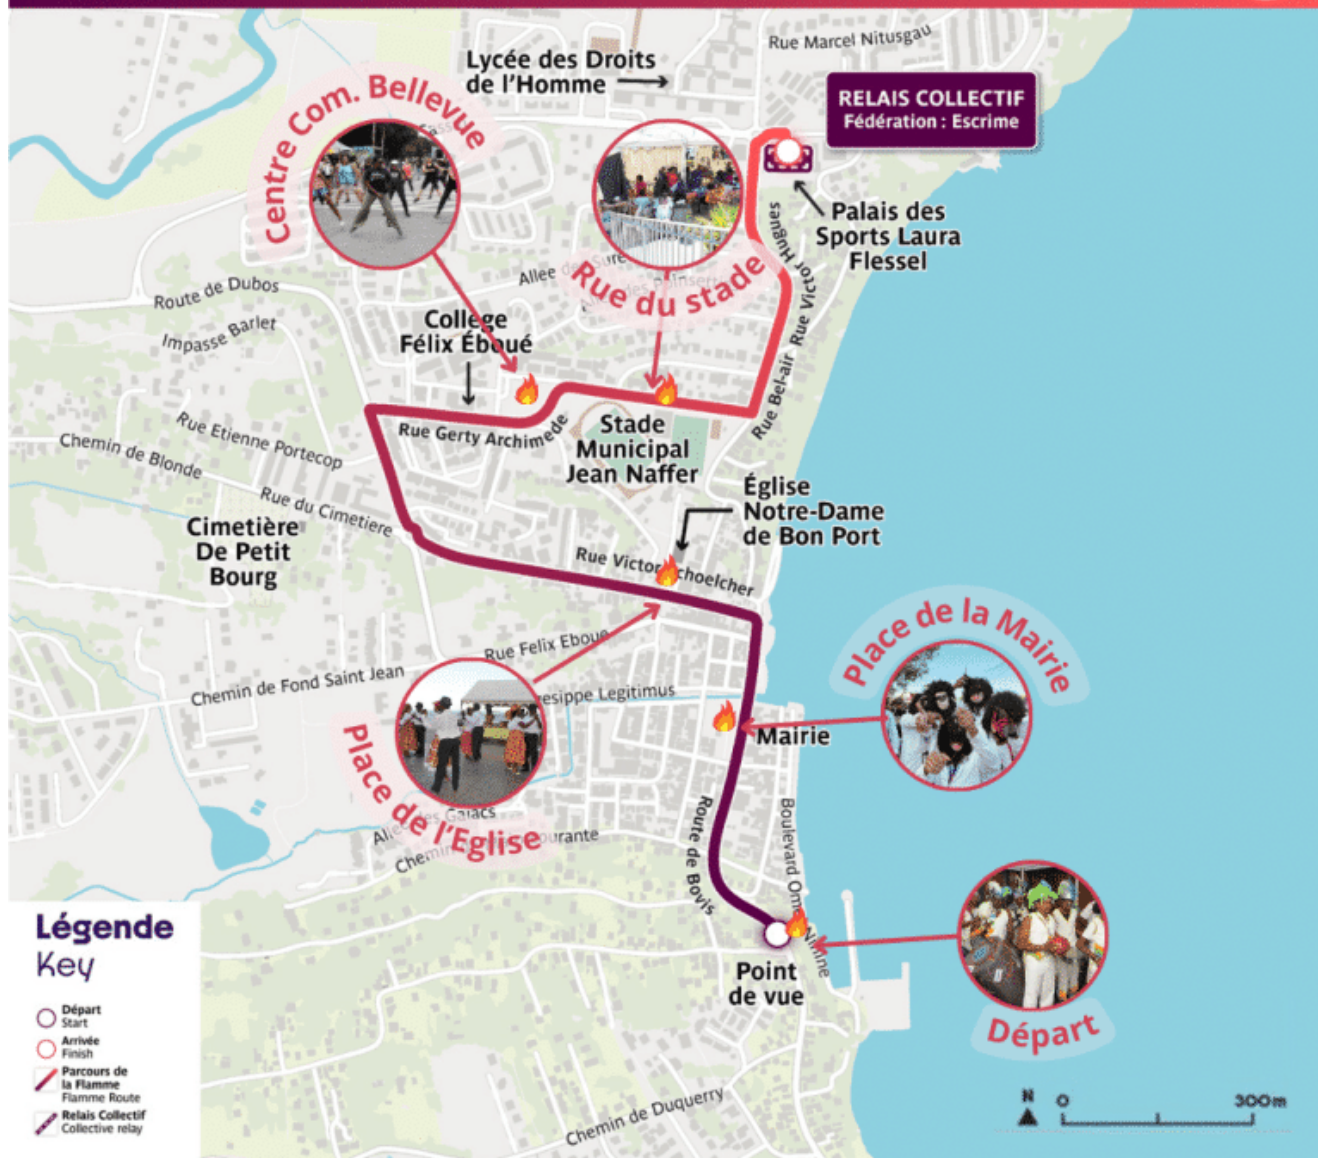 Rue Marcel Nitusgau
Lycée des Droits
de l'Homme
RELAIS COLLECTIF
Fédération : Escrime
Centre Com. Bellevue
Palais des
Sports Laura
Flessel
Rue Victor Hugues
Allee
Rue du stade
Route de Dubos
Impasse Barlet
Collège
Félix Éboué
Rue Bel-air
Rue Gerty Archimede
Stade
Municipal
Jean Naffer
Rue Etienne Portecop
Chemin de Blonde
Rue du Cimetiere
Cimetière
De Petit
Bourg
Église
Notre-Dame
de Bon Port
Rue Victor
choelcher
Place de la Mairie
Rue Felix Eboue
Chemin de Fond Saint Jean
esippe Legitimus
Mairie
Place de l'Eglise
Route de Bovis
Boulevard
Point
de vue
Départ
Légende
Key
Départ
Start
Arrivée
Finish
Parcours de
la Flamme
Flamme Route
Relais Collectif
Collective relay
Chemin de Duquerry
N
0
300m